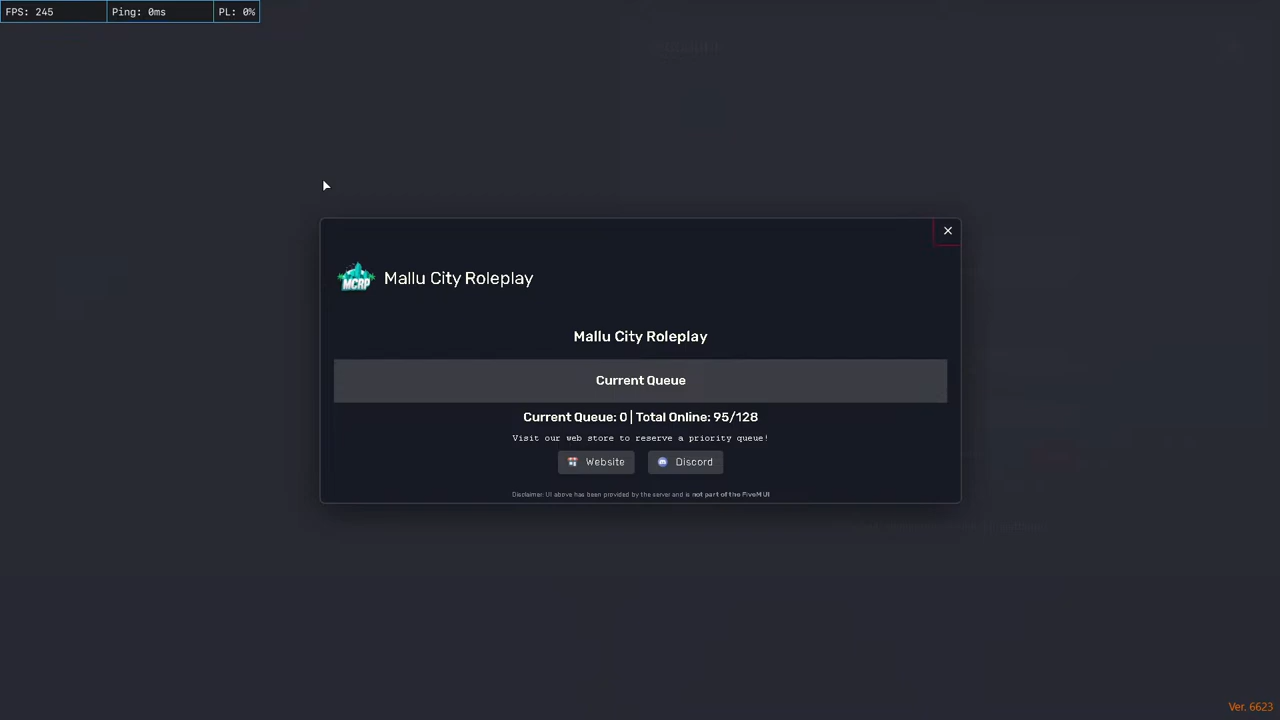 FPS: 245 Ping: 0ms PL: 0%
MCRP Mallu City Roleplay
Mallu City Roleplay
Current Queue
Current Queue: 0 | Total Online: 95/128
Visit our web store to reserve a priority queue!
Website Discord
Disclaimer: UI above has been provided by the server and is not part of the FiveM UI
Ver. 6623